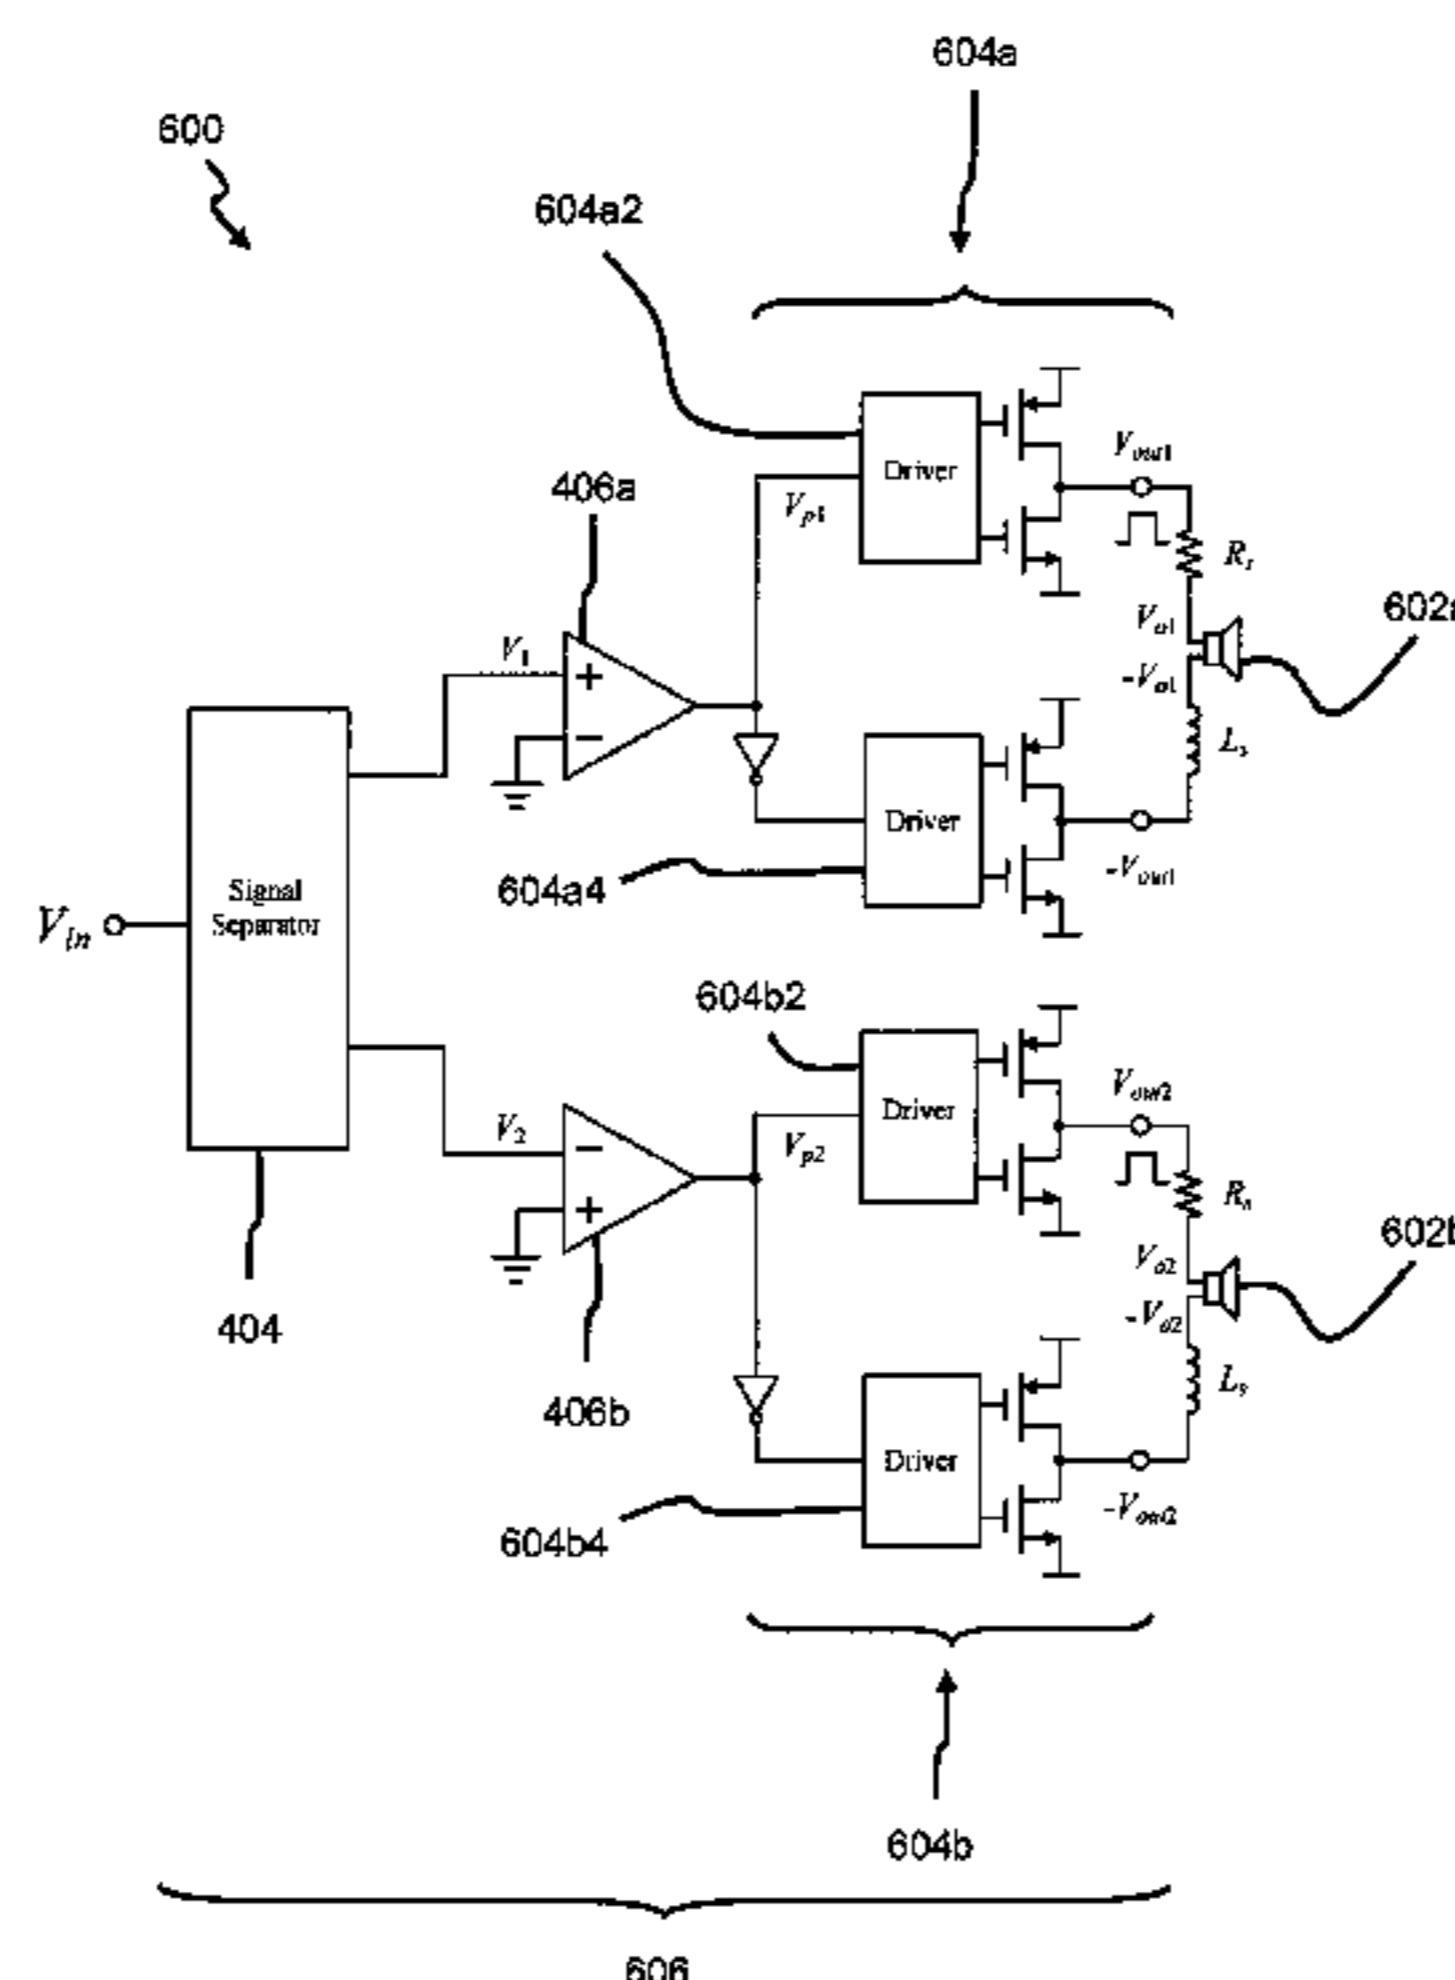 604a
600
604a2
Driver
V_out1
406a
V_p1
R_s
602a
V_o1
V_1
+
-V_o1
−
L_s
Driver
604a4
-V_out1
Signal
Separator
V_in
604b2
V_out2
Driver
V_2
−
V_p2
R_s
+
602b
V_o2
-V_o2
404
L_s
406b
Driver
604b4
-V_out2
604b
606